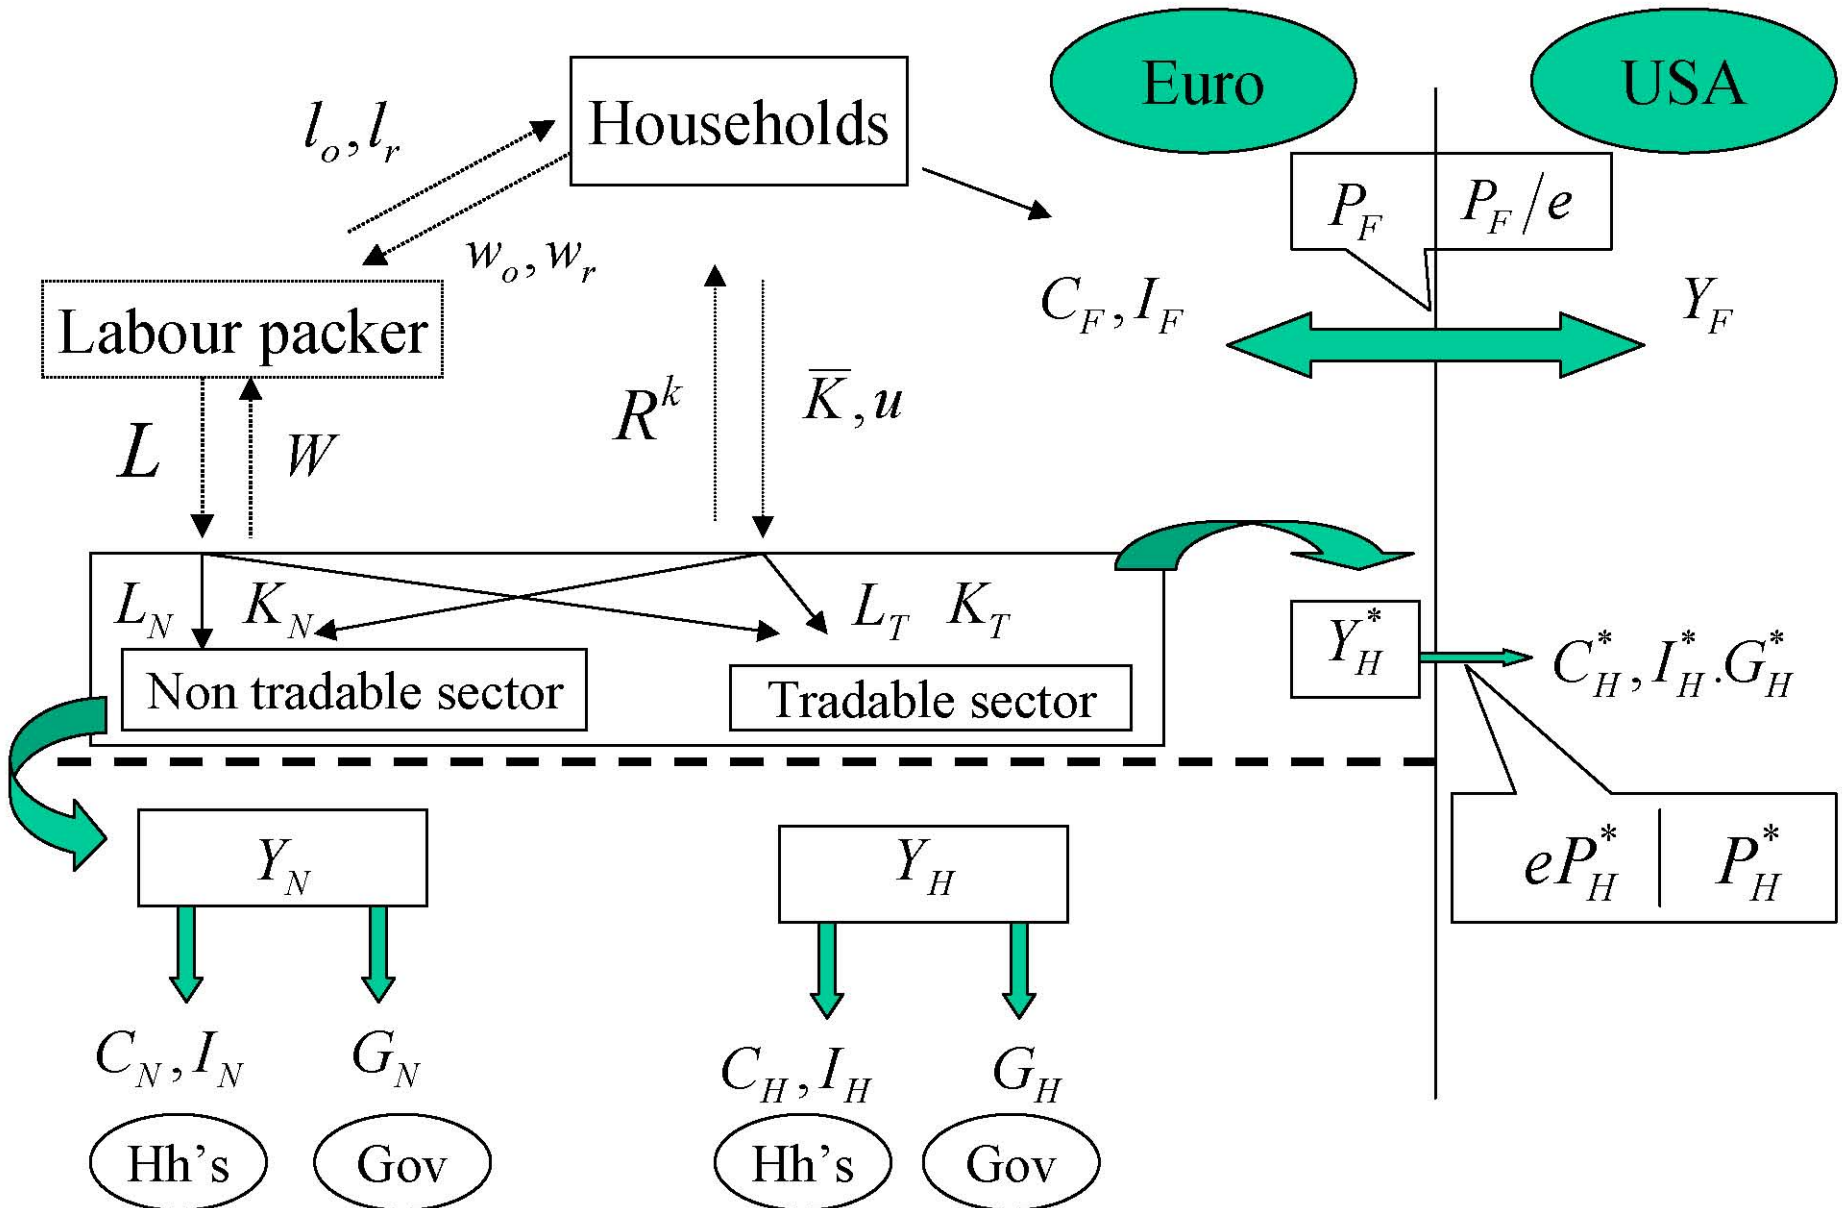 Euro
USA
Households
l_o, l_r
P_F
P_F/e
w_o, w_r
C_F, I_F
Y_F
Labour packer
R^k
K̅, u
L
W
L_N K_N
L_T K_T
Y_H^*
C_H^*, I_H^*.G_H^*
Non tradable sector
Tradable sector
Y_N
Y_H
eP_H^* | P_H^*
C_N, I_N
G_N
C_H, I_H
G_H
Hh's
Gov
Hh's
Gov